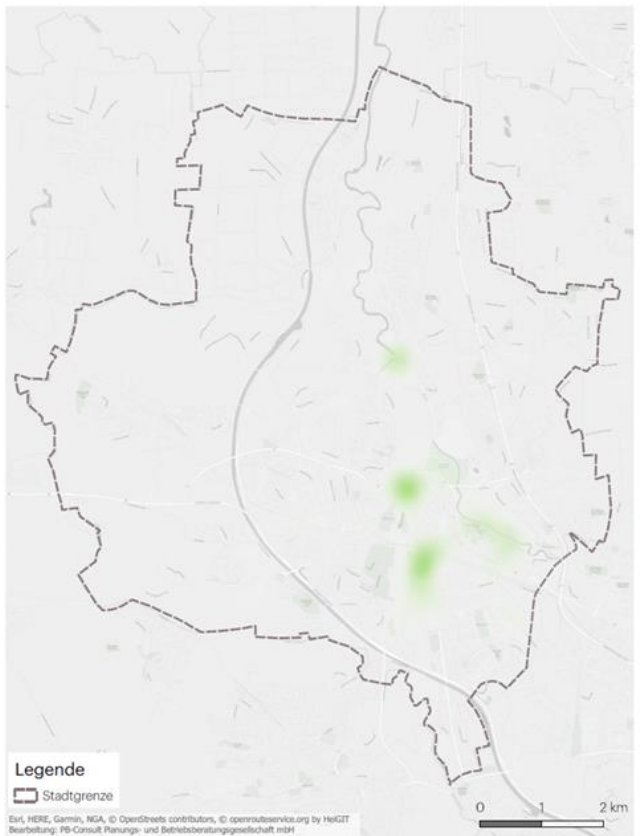 Legende
Stadtgrenze
Esri, HERE, Garmin, NGA, © OpenStreets contributors, © openrouteservice.org by HeiGIT
Bearbeitung: PB-Consult Planungs- und Betriebsberatungsgesellschaft mbH
0 1 2 km